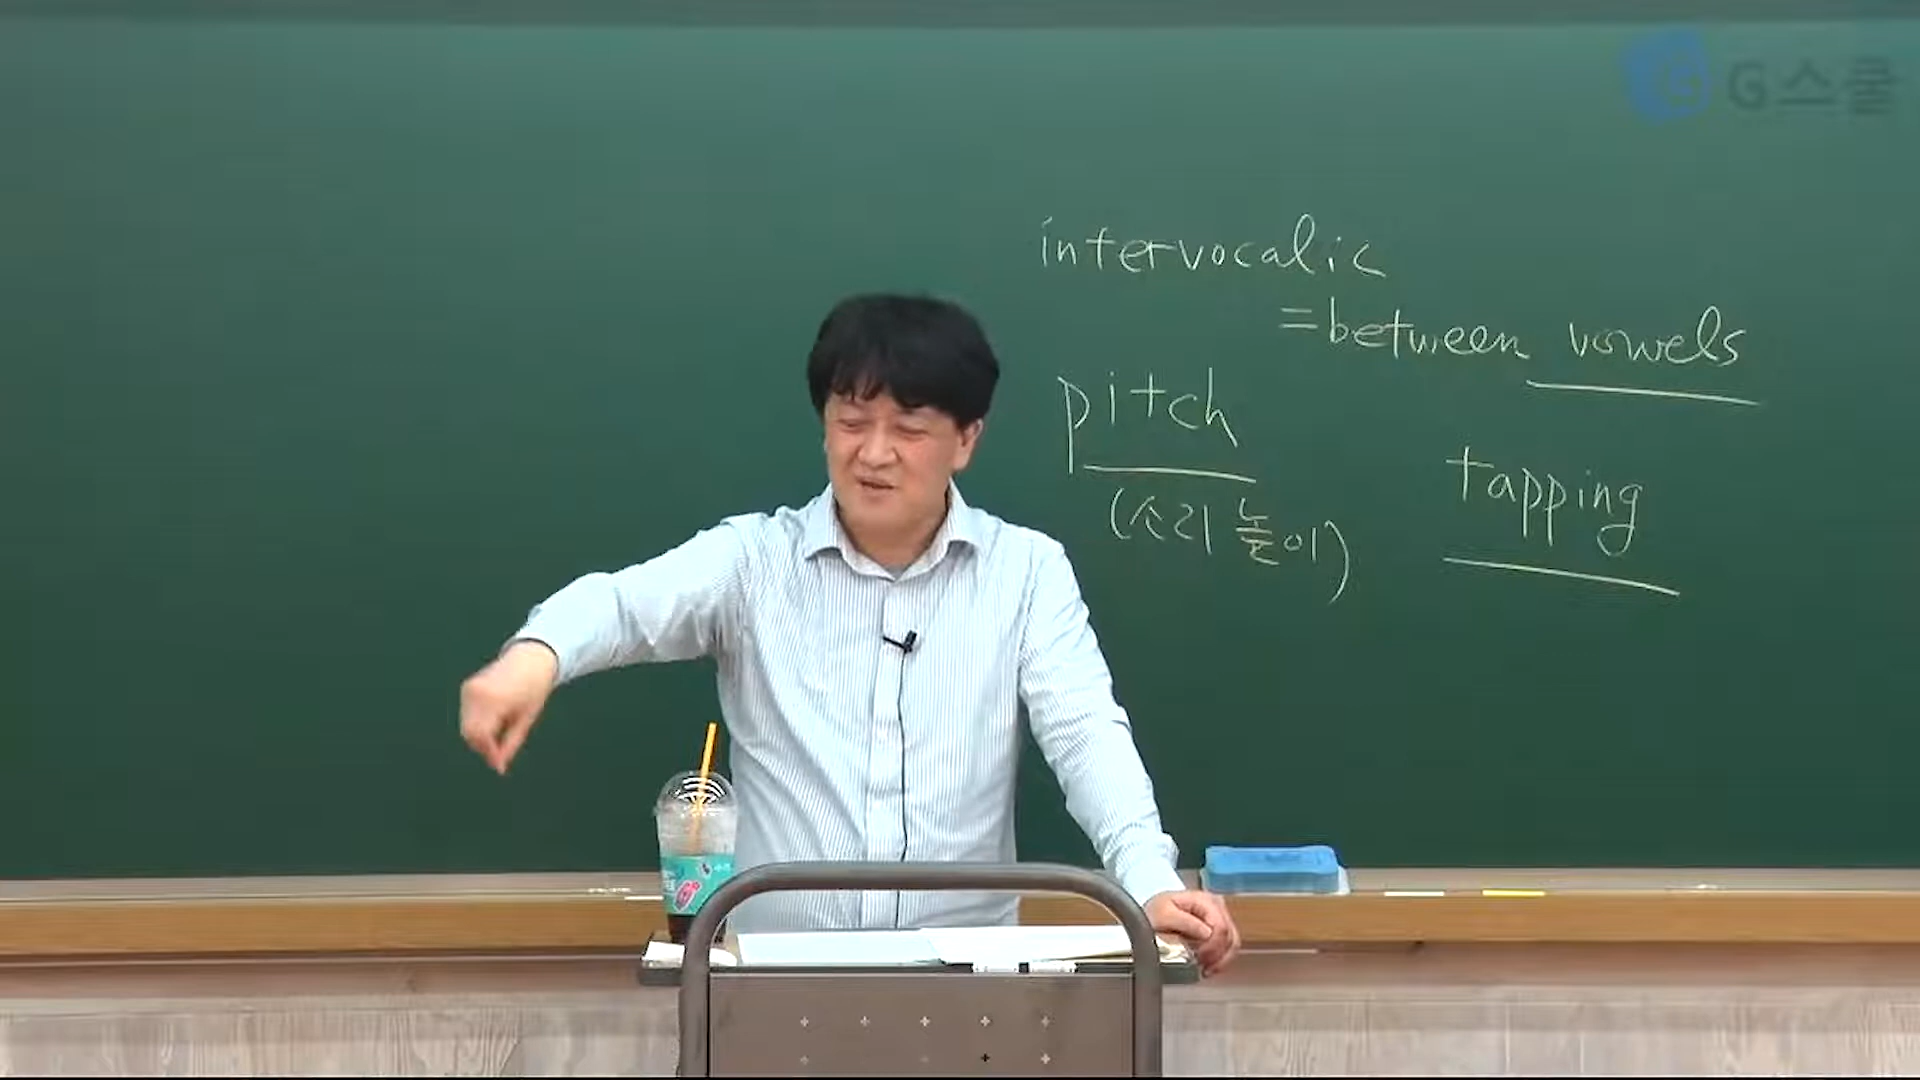 G스쿨
intervocalic
=between vowels
pitch
(소리 높이)
tapping